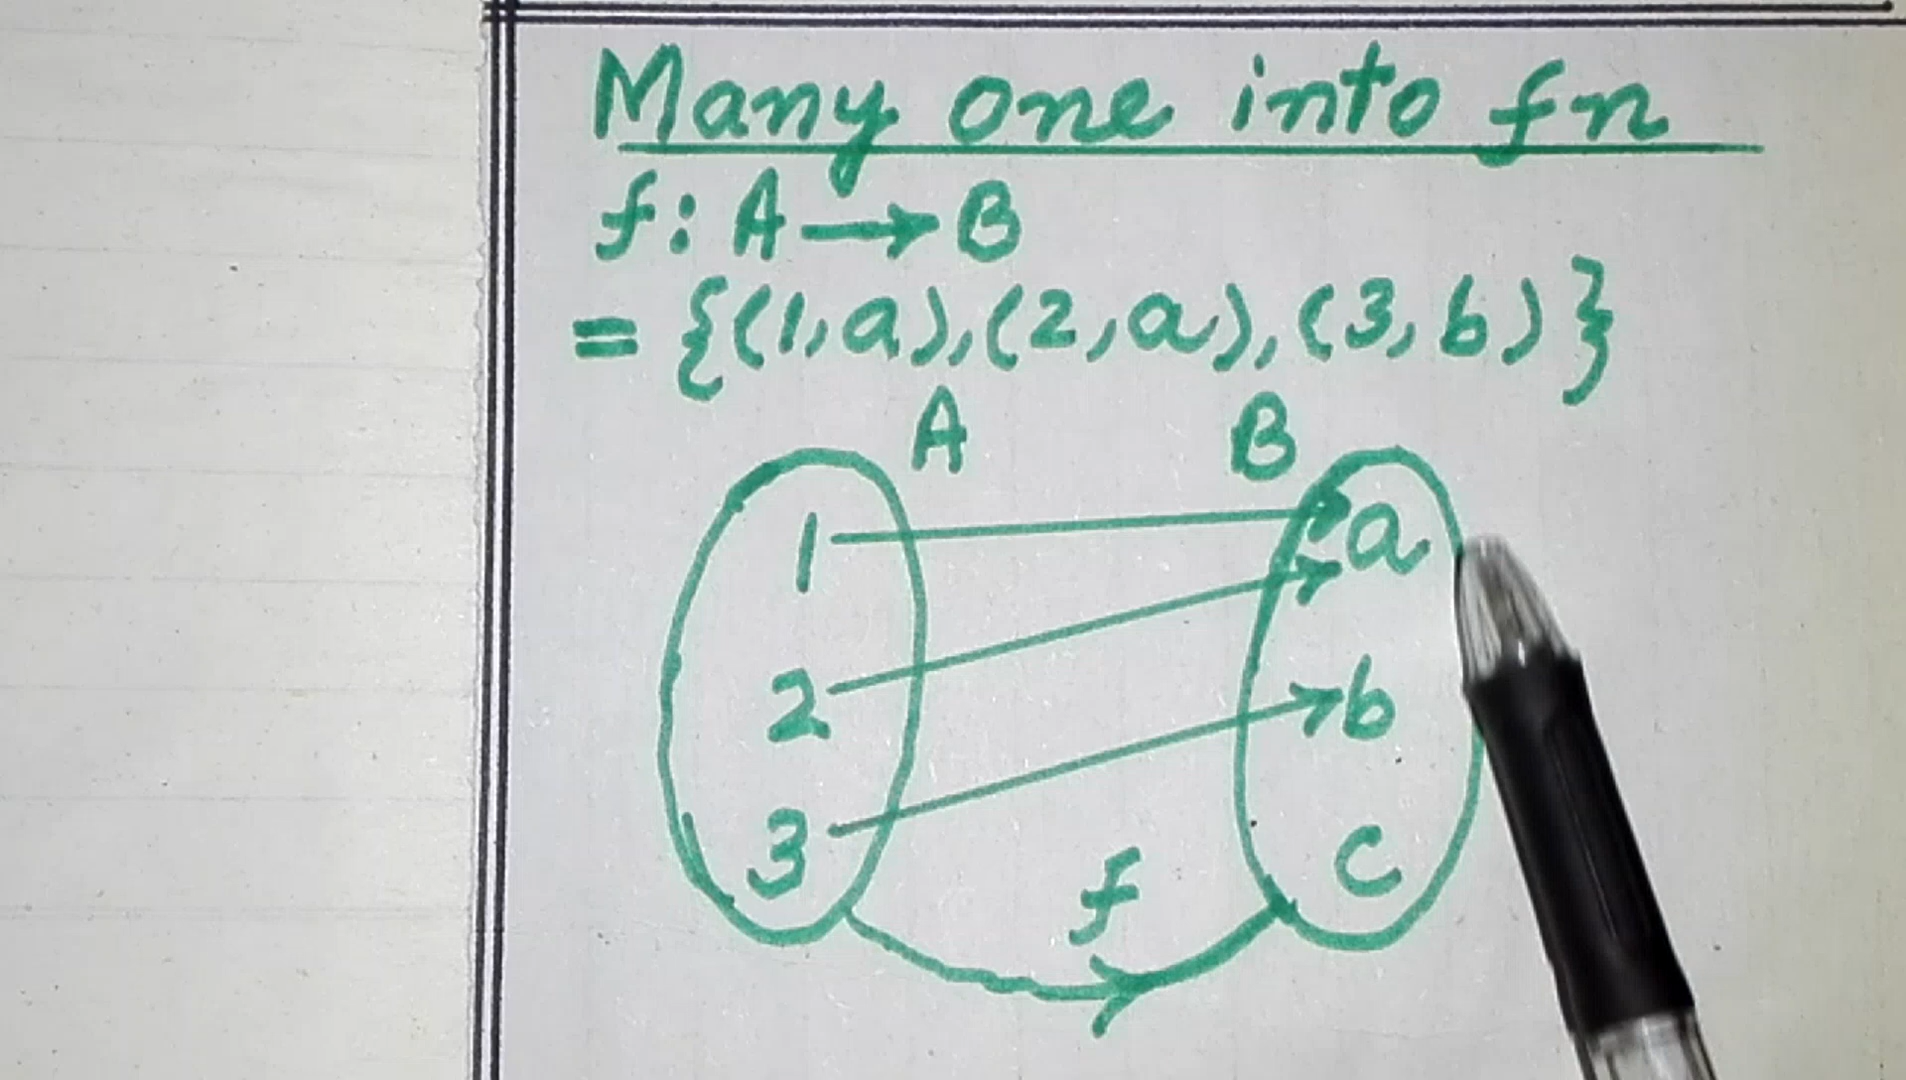 Many one into fn
f: A → B
= {(1,a),(2,a),(3,b)}
A B
1 a
2 b
3 c
f